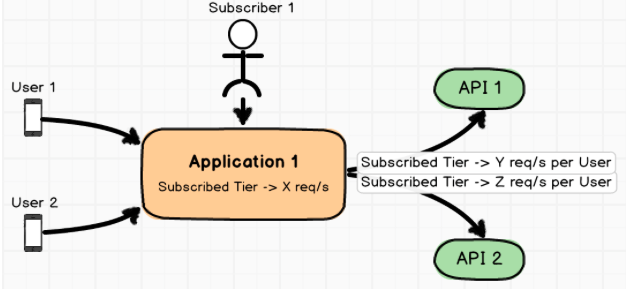 Subscriber 1
User 1
API 1
Application 1
Subscribed Tier -> X req/s
Subscribed Tier -> Y req/s per User
Subscribed Tier -> Z req/s per User
User 2
API 2